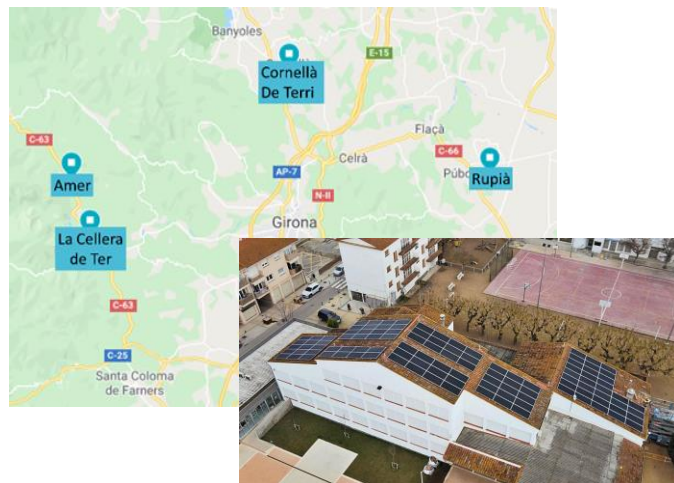 Banyoles
E-15
Cornellà
De Terri
Flaçà
C-63
Celrà
C-66
AP-7
Amer
Púbo
Rupià
N-II
Girona
La Cellera
de Ter
C-63
C-25
Santa Coloma
de Farners